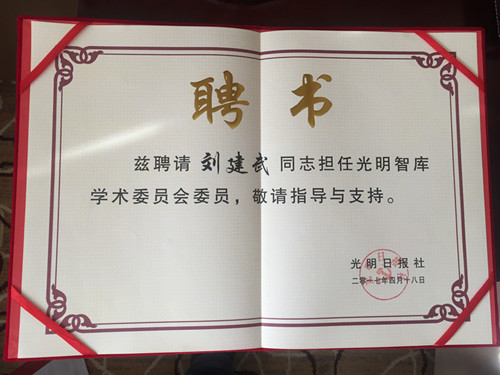 聘书
兹聘请 刘建武 同志担任光明智库
学术委员会委员，敬请指导与支持。
光明日报社
二零一七年四月十八日